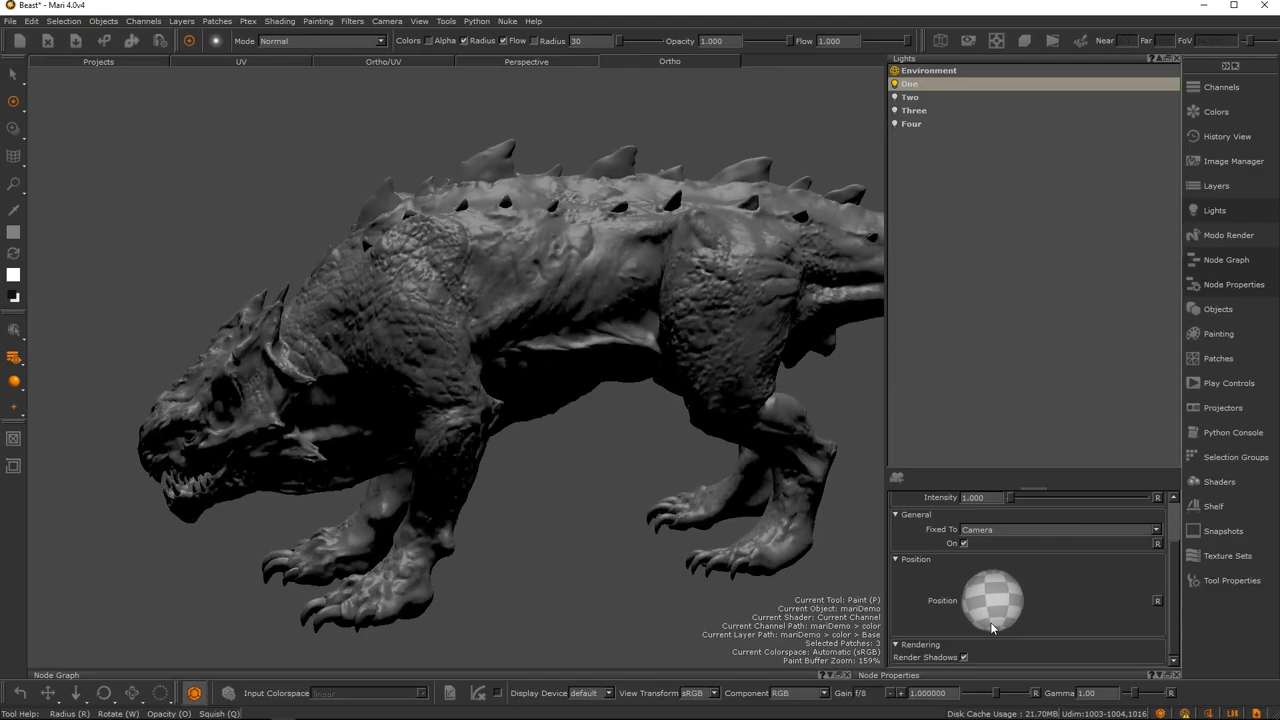 Beast* - Mari 4.0v4
File Edit Selection Objects Channels Layers Patches Ptex Shading Painting Filters Camera View Tools Python Nuke Help
Mode Normal Colors Alpha Radius Flow Radius 30 Opacity 1.000 Flow 1.000 Near Far FoV
Projects UV Ortho/UV Perspective Ortho
Lights
Environment
One
Two
Three
Four
Channels
Colors
History View
Image Manager
Layers
Lights
Modo Render
Node Graph
Node Properties
Objects
Painting
Patches
Play Controls
Projectors
Python Console
Selection Groups
Shaders
Shelf
Snapshots
Texture Sets
Tool Properties
Intensity 1.000 R
General
Fixed To Camera
On R
Position
Position R
Rendering
Render Shadows
Current Tool: Paint (P)
Current Object: mariDemo
Current Shader: Current Channel
Current Channel Path: mariDemo > color
Current Layer Path: mariDemo > color > Base
Selected Patches: 3
Current Colorspace: Automatic (sRGB)
Paint Buffer Zoom: 159%
Node Graph Node Properties
Input Colorspace linear Display Device default View Transform sRGB Component RGB Gain f/8 - + 1.000000 R Gamma 1.00 R
Tool Help: Radius (R) Rotate (W) Opacity (O) Squish (Q) Disk Cache Usage : 21.70MB Udim:1003-1004,1016